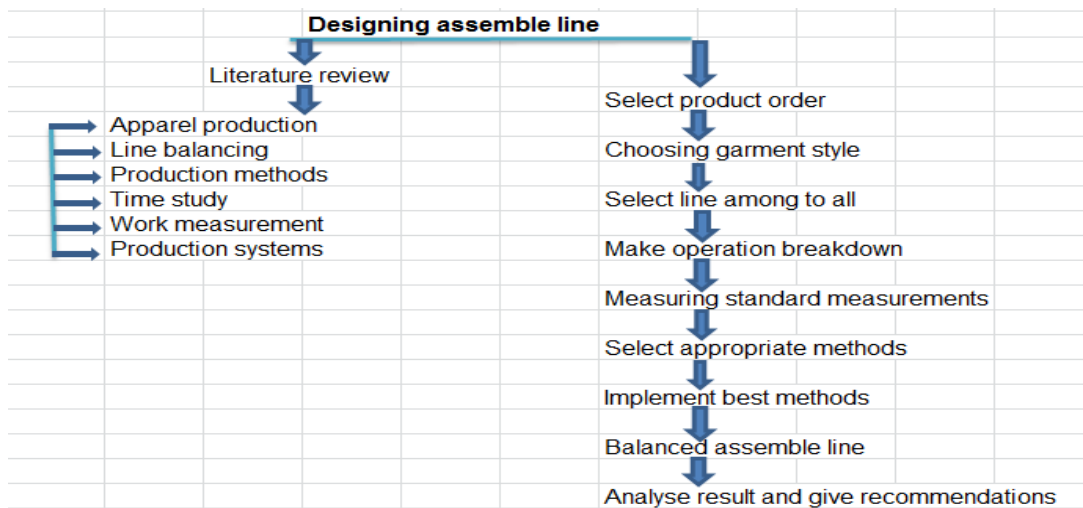 Designing assemble line
Literature review
Apparel production
Line balancing
Production methods
Time study
Work measurement
Production systems
Select product order
Choosing garment style
Select line among to all
Make operation breakdown
Measuring standard measurements
Select appropriate methods
Implement best methods
Balanced assemble line
Analyse result and give recommendations